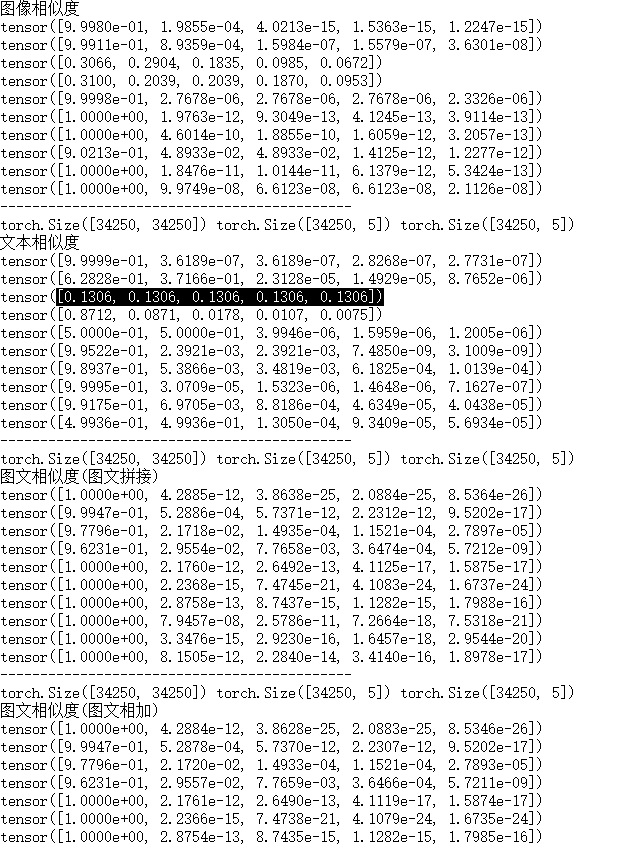 图像相似度
tensor([9.9980e-01, 1.9855e-04, 4.0213e-15, 1.5363e-15, 1.2247e-15])
tensor([9.9911e-01, 8.9359e-04, 1.5984e-07, 1.5579e-07, 3.6301e-08])
tensor([0.3066, 0.2904, 0.1835, 0.0985, 0.0672])
tensor([0.3100, 0.2039, 0.2039, 0.1870, 0.0953])
tensor([9.9998e-01, 2.7678e-06, 2.7678e-06, 2.7678e-06, 2.3326e-06])
tensor([1.0000e+00, 1.9763e-12, 9.3049e-13, 4.1245e-13, 3.9114e-13])
tensor([1.0000e+00, 4.6014e-10, 1.8855e-10, 1.6059e-12, 3.2057e-13])
tensor([9.0213e-01, 4.8933e-02, 4.8933e-02, 1.4125e-12, 1.2277e-12])
tensor([1.0000e+00, 1.8476e-11, 1.0144e-11, 6.1379e-12, 5.3424e-13])
tensor([1.0000e+00, 9.9749e-08, 6.6123e-08, 6.6123e-08, 2.1126e-08])
--------------------------------------------
torch.Size([34250, 34250]) torch.Size([34250, 5]) torch.Size([34250, 5])
文本相似度
tensor([9.9999e-01, 3.6189e-07, 3.6189e-07, 2.8268e-07, 2.7731e-07])
tensor([6.2828e-01, 3.7166e-01, 2.3128e-05, 1.4929e-05, 8.7652e-06])
tensor([0.1306, 0.1306, 0.1306, 0.1306, 0.1306])
tensor([0.8712, 0.0871, 0.0178, 0.0107, 0.0075])
tensor([5.0000e-01, 5.0000e-01, 3.9946e-06, 1.5959e-06, 1.2005e-06])
tensor([9.9522e-01, 2.3921e-03, 2.3921e-03, 7.4850e-09, 3.1009e-09])
tensor([9.8937e-01, 5.3866e-03, 3.4819e-03, 6.1825e-04, 1.0139e-04])
tensor([9.9995e-01, 3.0709e-05, 1.5323e-06, 1.4648e-06, 7.1627e-07])
tensor([9.9175e-01, 6.9705e-03, 8.8186e-04, 4.6349e-05, 4.0438e-05])
tensor([4.9936e-01, 4.9936e-01, 1.3050e-04, 9.3409e-05, 5.6934e-05])
--------------------------------------------
torch.Size([34250, 34250]) torch.Size([34250, 5]) torch.Size([34250, 5])
图文相似度(图文拼接)
tensor([1.0000e+00, 4.2885e-12, 3.8638e-25, 2.0884e-25, 8.5364e-26])
tensor([9.9947e-01, 5.2886e-04, 5.7371e-12, 2.2312e-12, 9.5202e-17])
tensor([9.7796e-01, 2.1718e-02, 1.4935e-04, 1.1521e-04, 2.7897e-05])
tensor([9.6231e-01, 2.9554e-02, 7.7658e-03, 3.6474e-04, 5.7212e-09])
tensor([1.0000e+00, 2.1760e-12, 2.6492e-13, 4.1125e-17, 1.5875e-17])
tensor([1.0000e+00, 2.2368e-15, 7.4745e-21, 4.1083e-24, 1.6737e-24])
tensor([1.0000e+00, 2.8758e-13, 8.7437e-15, 1.1282e-15, 1.7988e-16])
tensor([1.0000e+00, 7.9457e-08, 2.5786e-11, 7.2664e-18, 7.5318e-21])
tensor([1.0000e+00, 3.3476e-15, 2.9230e-16, 1.6457e-18, 2.9544e-20])
tensor([1.0000e+00, 8.1505e-12, 2.2840e-14, 3.4140e-16, 1.8978e-17])
--------------------------------------------
torch.Size([34250, 34250]) torch.Size([34250, 5]) torch.Size([34250, 5])
图文相似度(图文相加)
tensor([1.0000e+00, 4.2884e-12, 3.8628e-25, 2.0883e-25, 8.5346e-26])
tensor([9.9947e-01, 5.2878e-04, 5.7370e-12, 2.2307e-12, 9.5202e-17])
tensor([9.7796e-01, 2.1720e-02, 1.4933e-04, 1.1521e-04, 2.7893e-05])
tensor([9.6231e-01, 2.9557e-02, 7.7659e-03, 3.6466e-04, 5.7211e-09])
tensor([1.0000e+00, 2.1761e-12, 2.6490e-13, 4.1119e-17, 1.5874e-17])
tensor([1.0000e+00, 2.2366e-15, 7.4738e-21, 4.1079e-24, 1.6735e-24])
tensor([1.0000e+00, 2.8754e-13, 8.7435e-15, 1.1282e-15, 1.7985e-16])